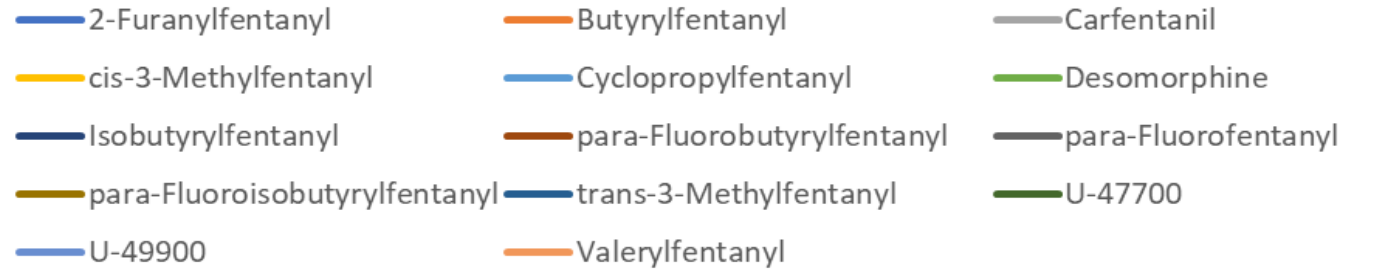 2-Furanylfentanyl Butyrylfentanyl Carfentanil
cis-3-Methylfentanyl Cyclopropylfentanyl Desomorphine
Isobutyrylfentanyl para-Fluorobutyrylfentanyl para-Fluorofentanyl
para-Fluoroisobutyrylfentanyl trans-3-Methylfentanyl U-47700
U-49900 Valerylfentanyl